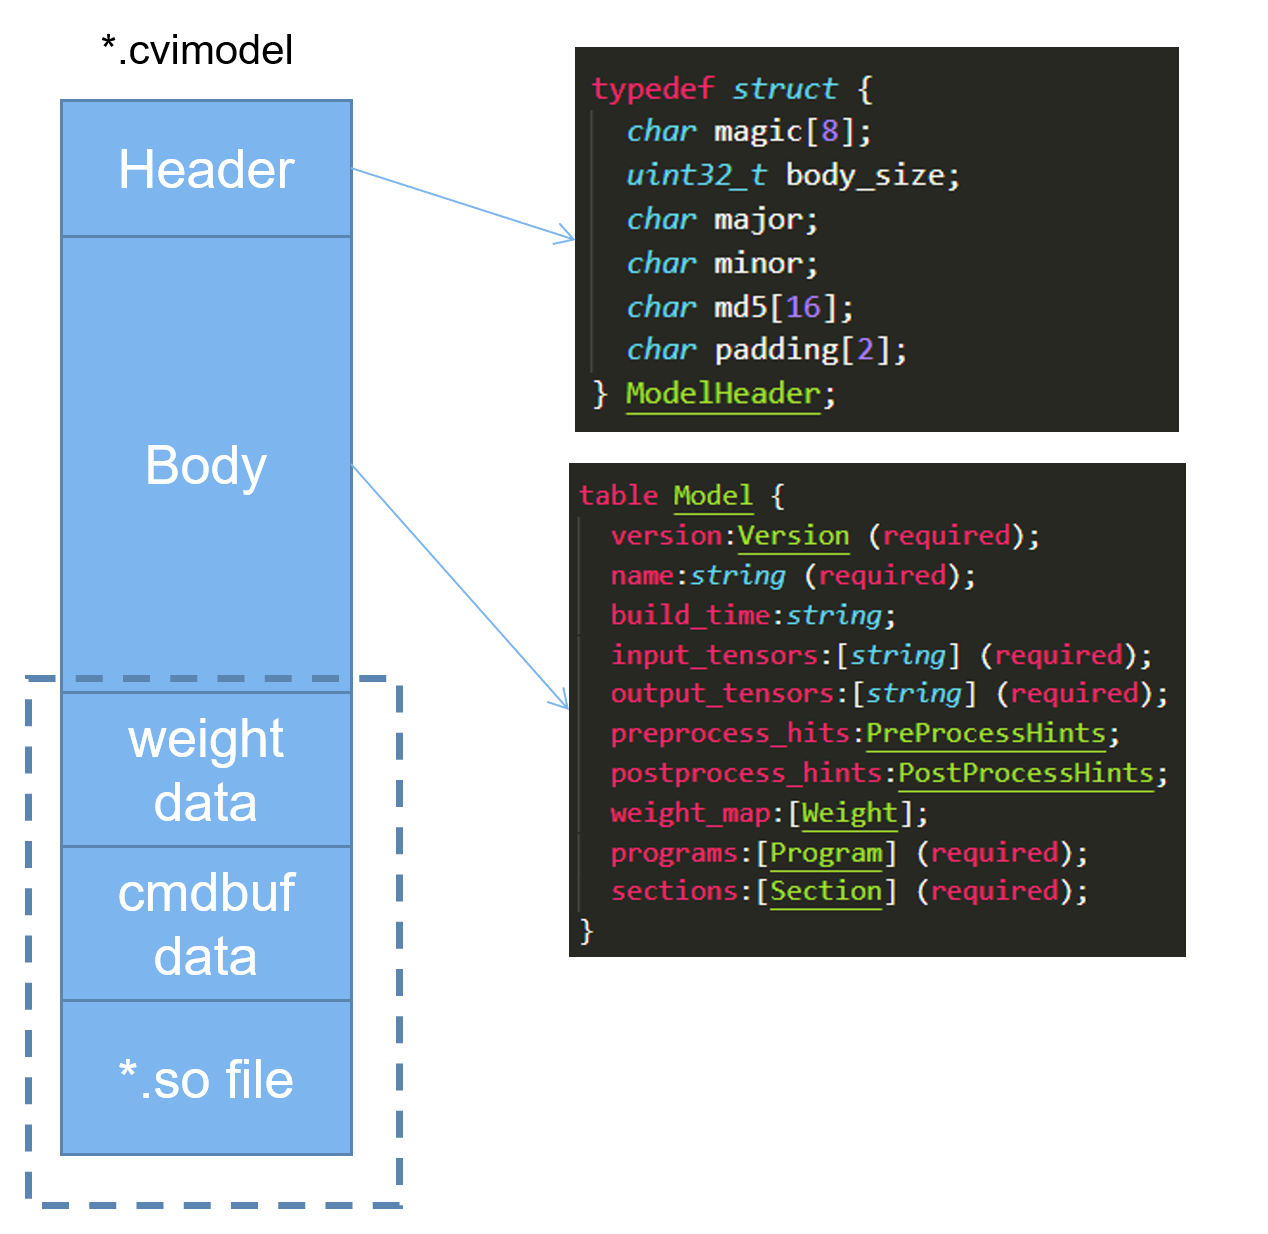 *.cvimodel
Header
Body
weight
data
cmdbuf
data
*.so file
typedef struct {
char magic[8];
uint32_t body_size;
char major;
char minor;
char md5[16];
char padding[2];
} ModelHeader;
table Model {
version:Version (required);
name:string (required);
build_time:string;
input_tensors:[string] (required);
output_tensors:[string] (required);
preprocess_hits:PreProcessHints;
postprocess_hints:PostProcessHints;
weight_map:[Weight];
programs:[Program] (required);
sections:[Section] (required);
}